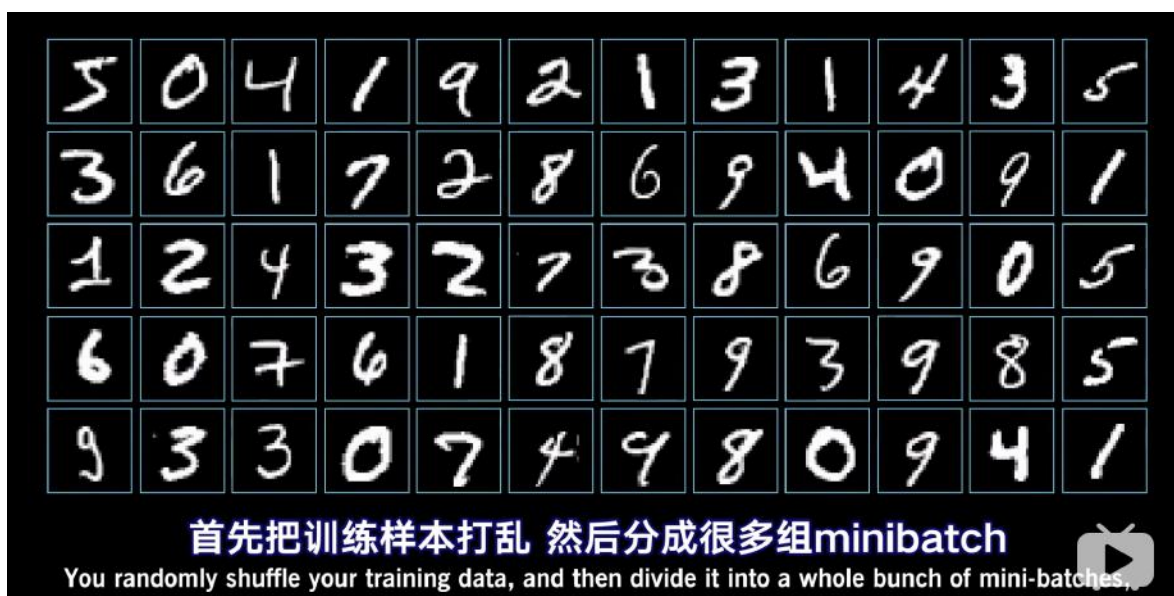 5 0 4 1 9 2 1 3 1 4 3 5
3 6 1 7 2 8 6 9 4 0 9 1
1 2 4 3 2 7 3 8 6 9 0 5
6 0 7 6 1 8 7 9 3 9 8 5
9 3 3 0 7 4 9 8 0 9 4 1
首先把训练样本打乱 然后分成很多组minibatch
You randomly shuffle your training data, and then divide it into a whole bunch of mini-batches,